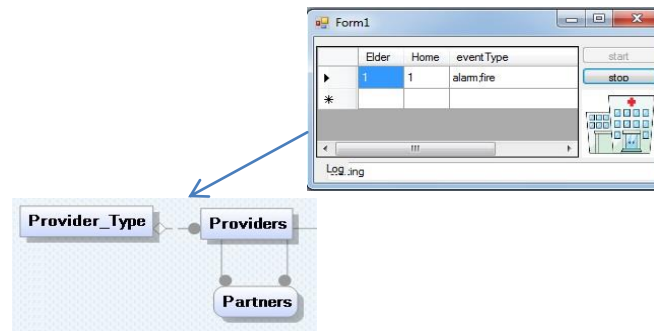 Form1
Elder Home eventType start
1 1 alarm;fire stop
Log
Provider_Type Providers
Partners